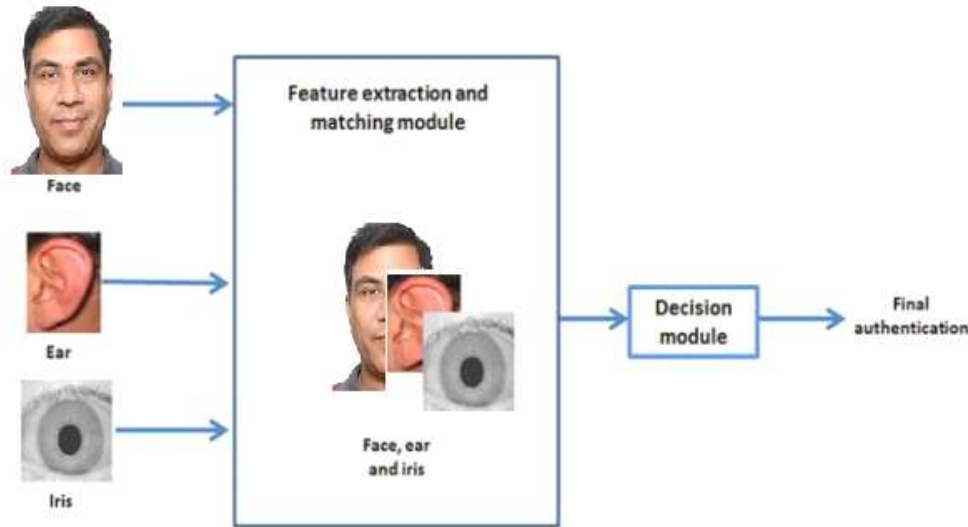 Face
Ear
Iris
Feature extraction and
matching module
Face, ear
and iris
Decision
module
Final
authentication